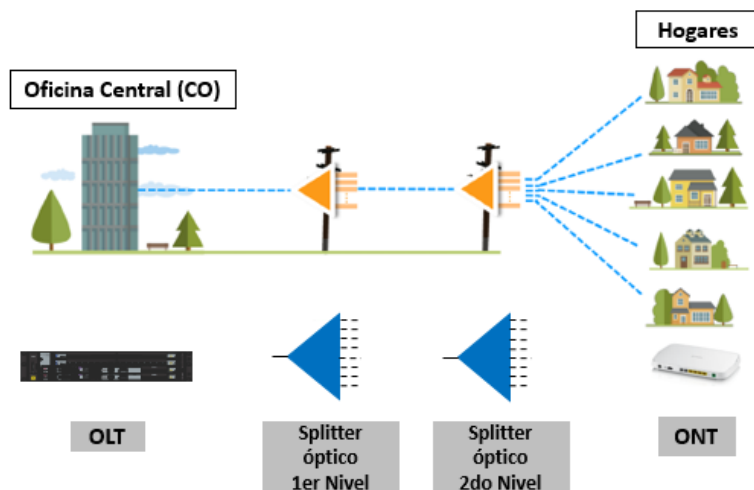 Hogares
Oficina Central (CO)
OLT
Splitter
óptico
1er Nivel
Splitter
óptico
2do Nivel
ONT